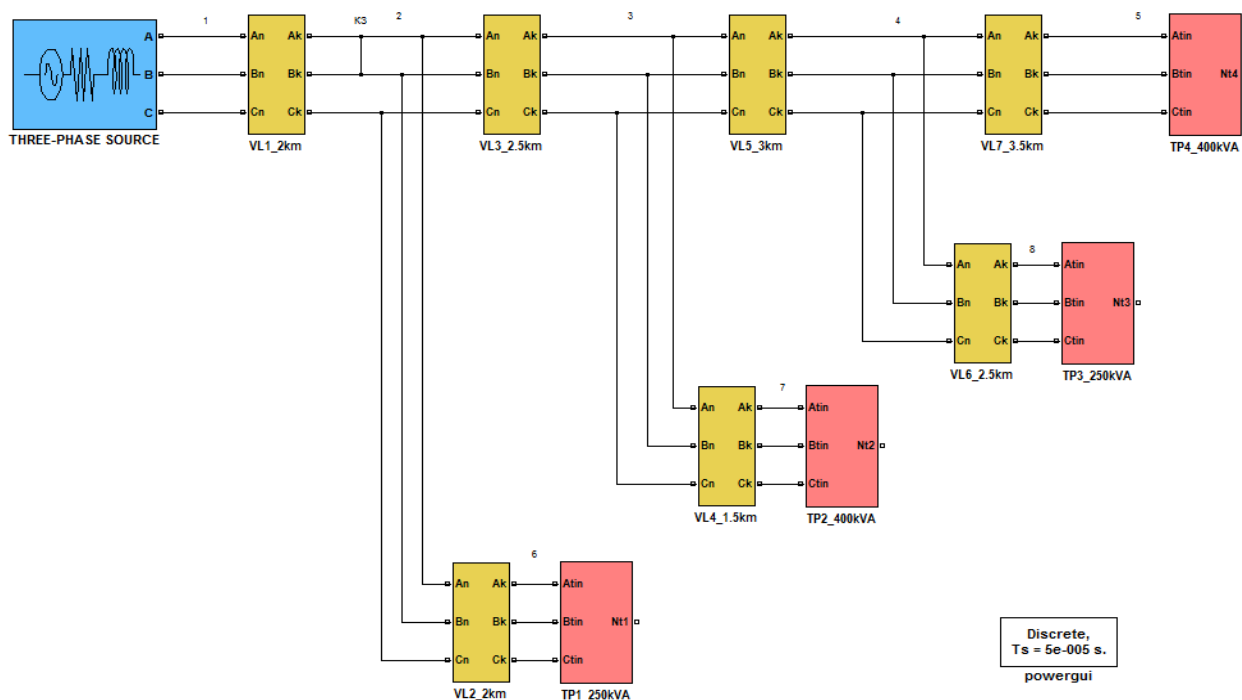 1 K3 2 3 4 5
A An Ak An Ak An Ak An Ak Atin
B Bn Bk Bn Bk Bn Bk Bn Bk Btin Nt4
C Cn Ck Cn Ck Cn Ck Cn Ck Ctin
THREE-PHASE SOURCE VL1_2km VL3_2.5km VL5_3km VL7_3.5km TP4_400kVA
8
An Ak Atin
Bn Bk Btin Nt3
Cn Ck Ctin
VL6_2.5km TP3_250kVA
7
An Ak Atin
Bn Bk Btin Nt2
Cn Ck Ctin
VL4_1.5km TP2_400kVA
6
An Ak Atin
Bn Bk Btin Nt1
Cn Ck Ctin
VL2_2km TP1_250kVA
Discrete,
Ts = 5e-005 s.
powergui